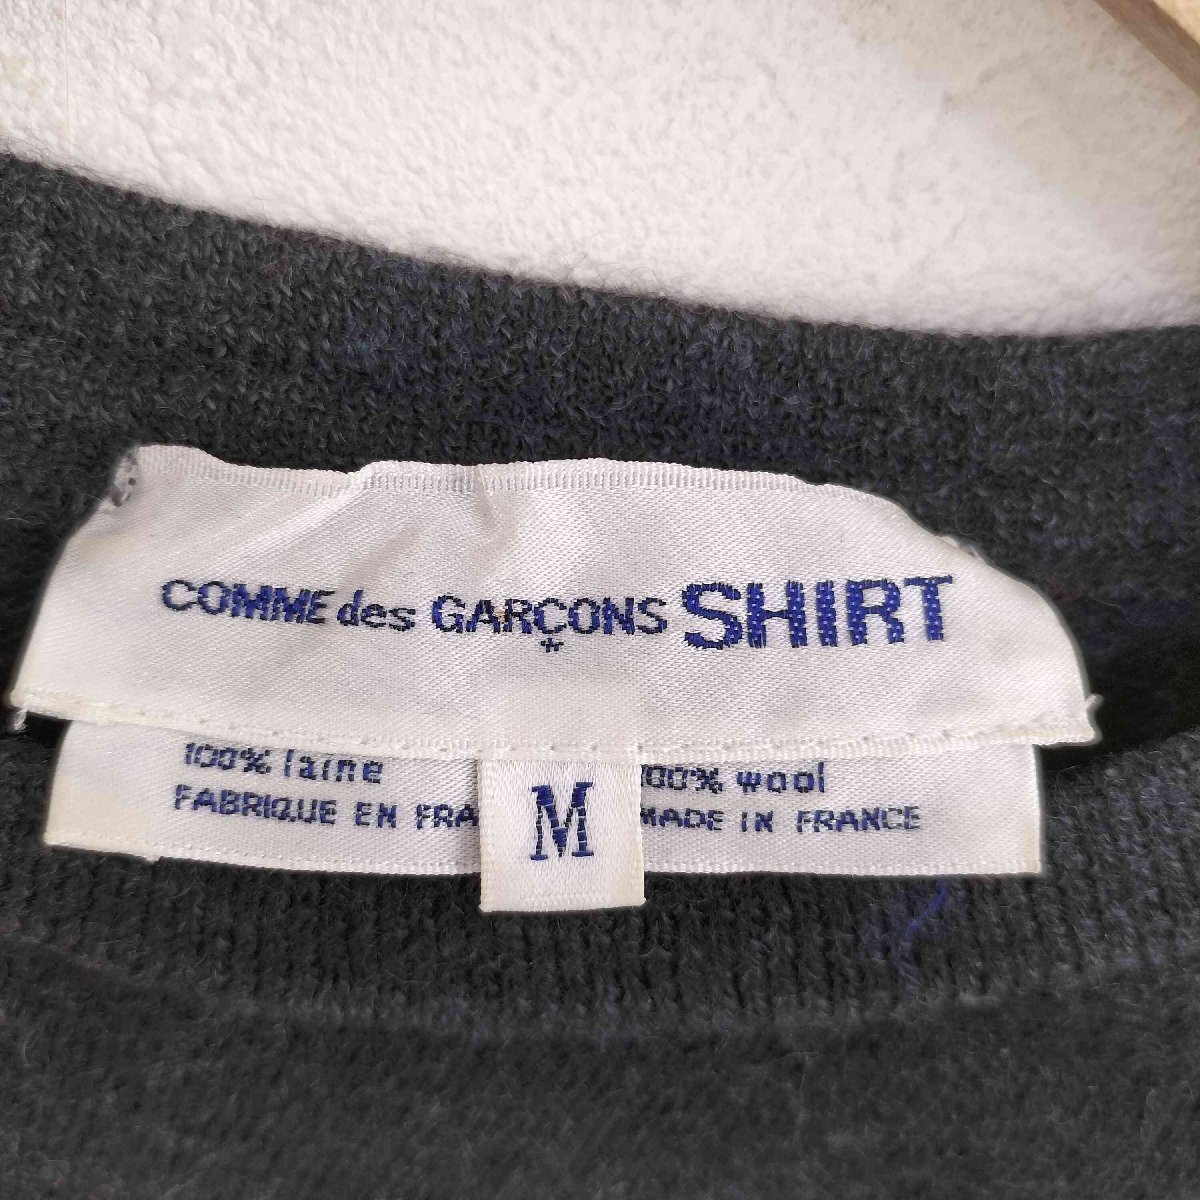 COMME des GARÇONS SHIRT
100% laine
FABRIQUE EN FRA
M
100% wool
MADE IN FRANCE